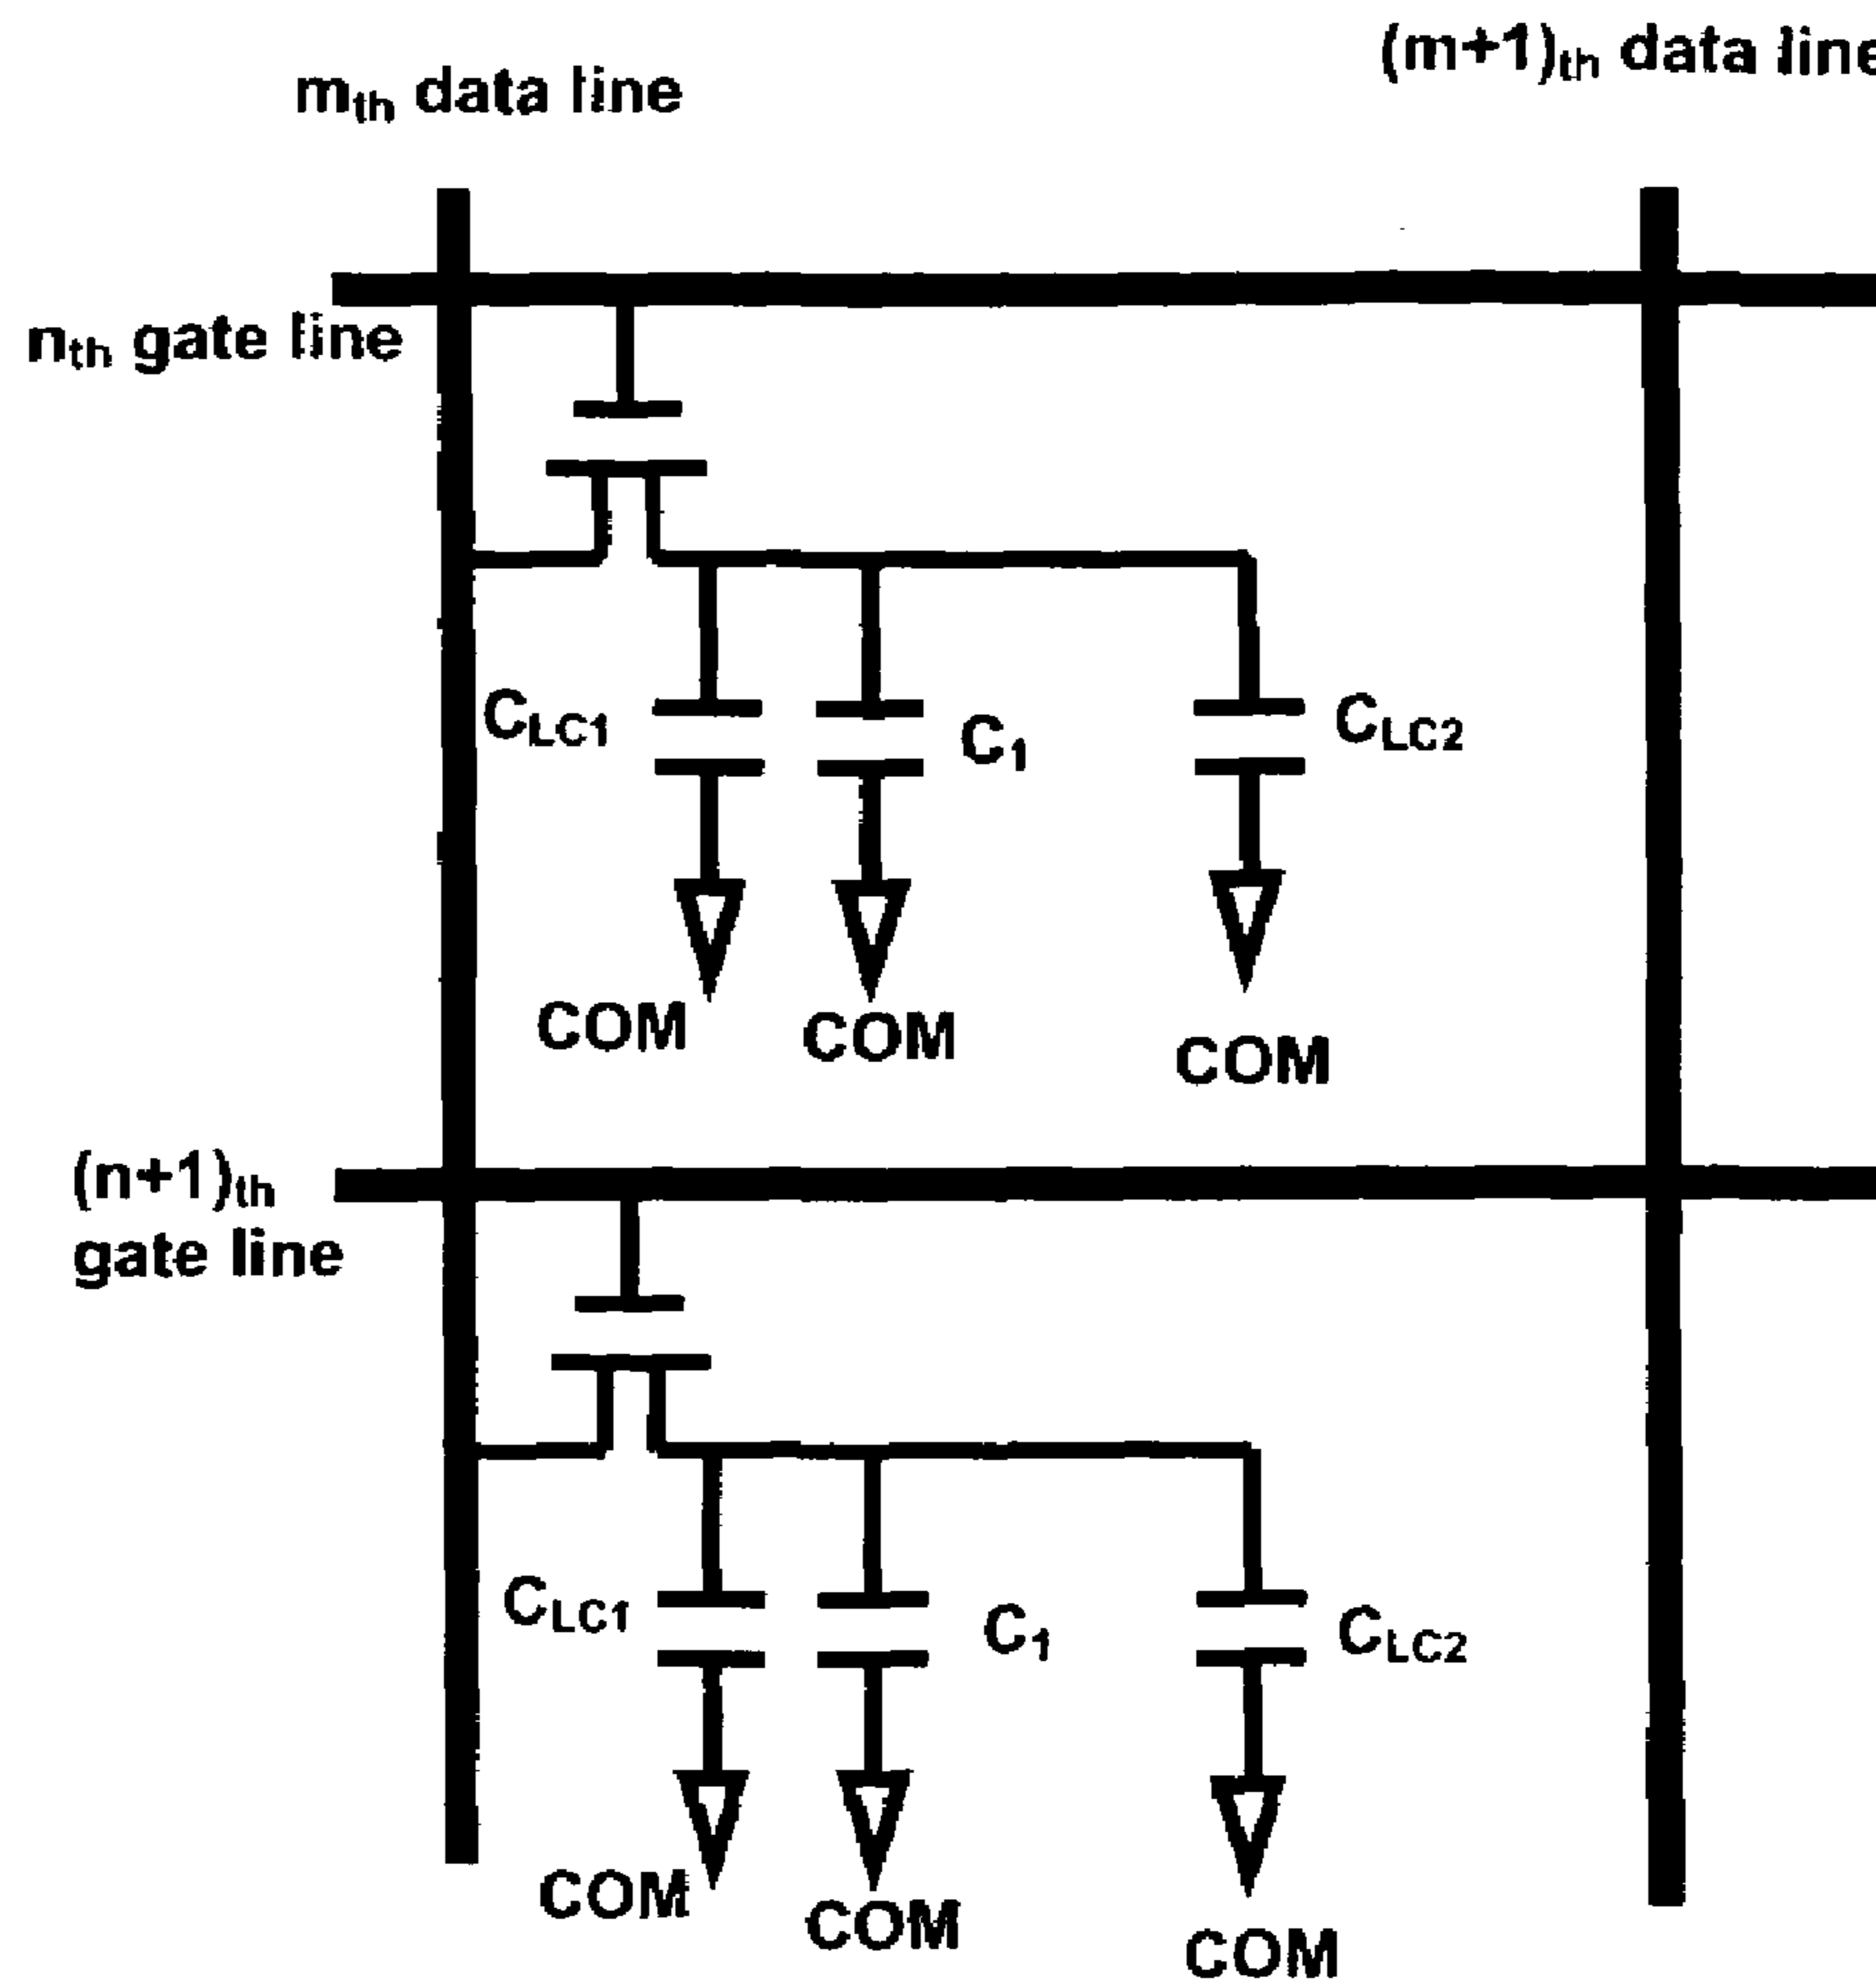 (m+1)th data line
mth data line
nth gate line
CLC1
C1
CLC2
COM
COM
COM
(n+1)th
gate line
CLC1
C1
CLC2
COM
COM
COM